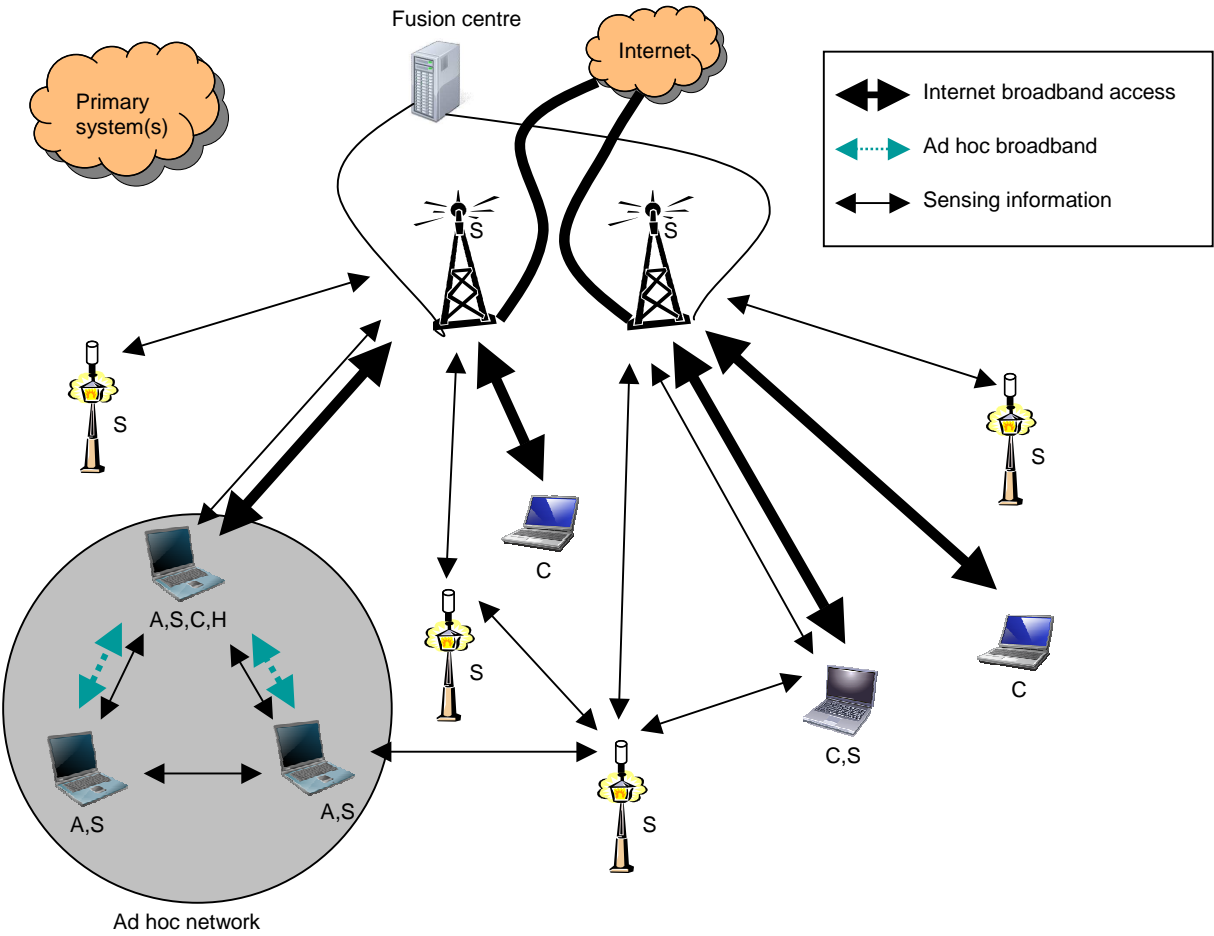 Fusion centre
Internet
Primary
system(s)
Internet broadband access
Ad hoc broadband
Sensing information
S
S
S
S
C
A,S,C,H
S
C
C,S
A,S
A,S
S
Ad hoc network